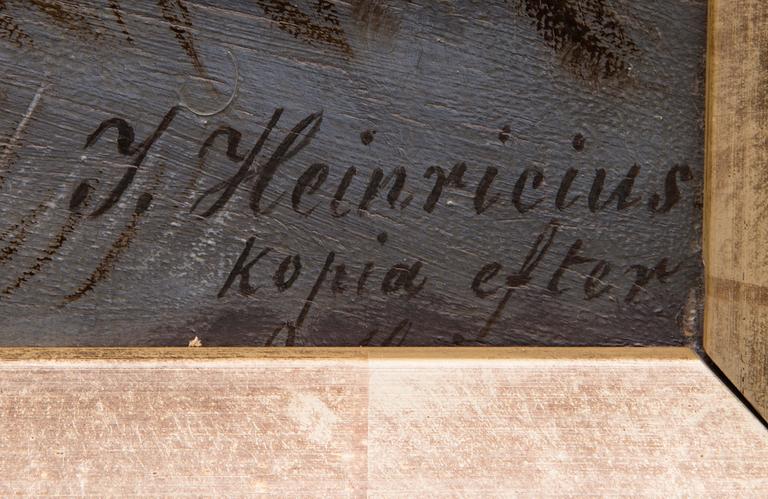 J. Heinricius.
kopia efter